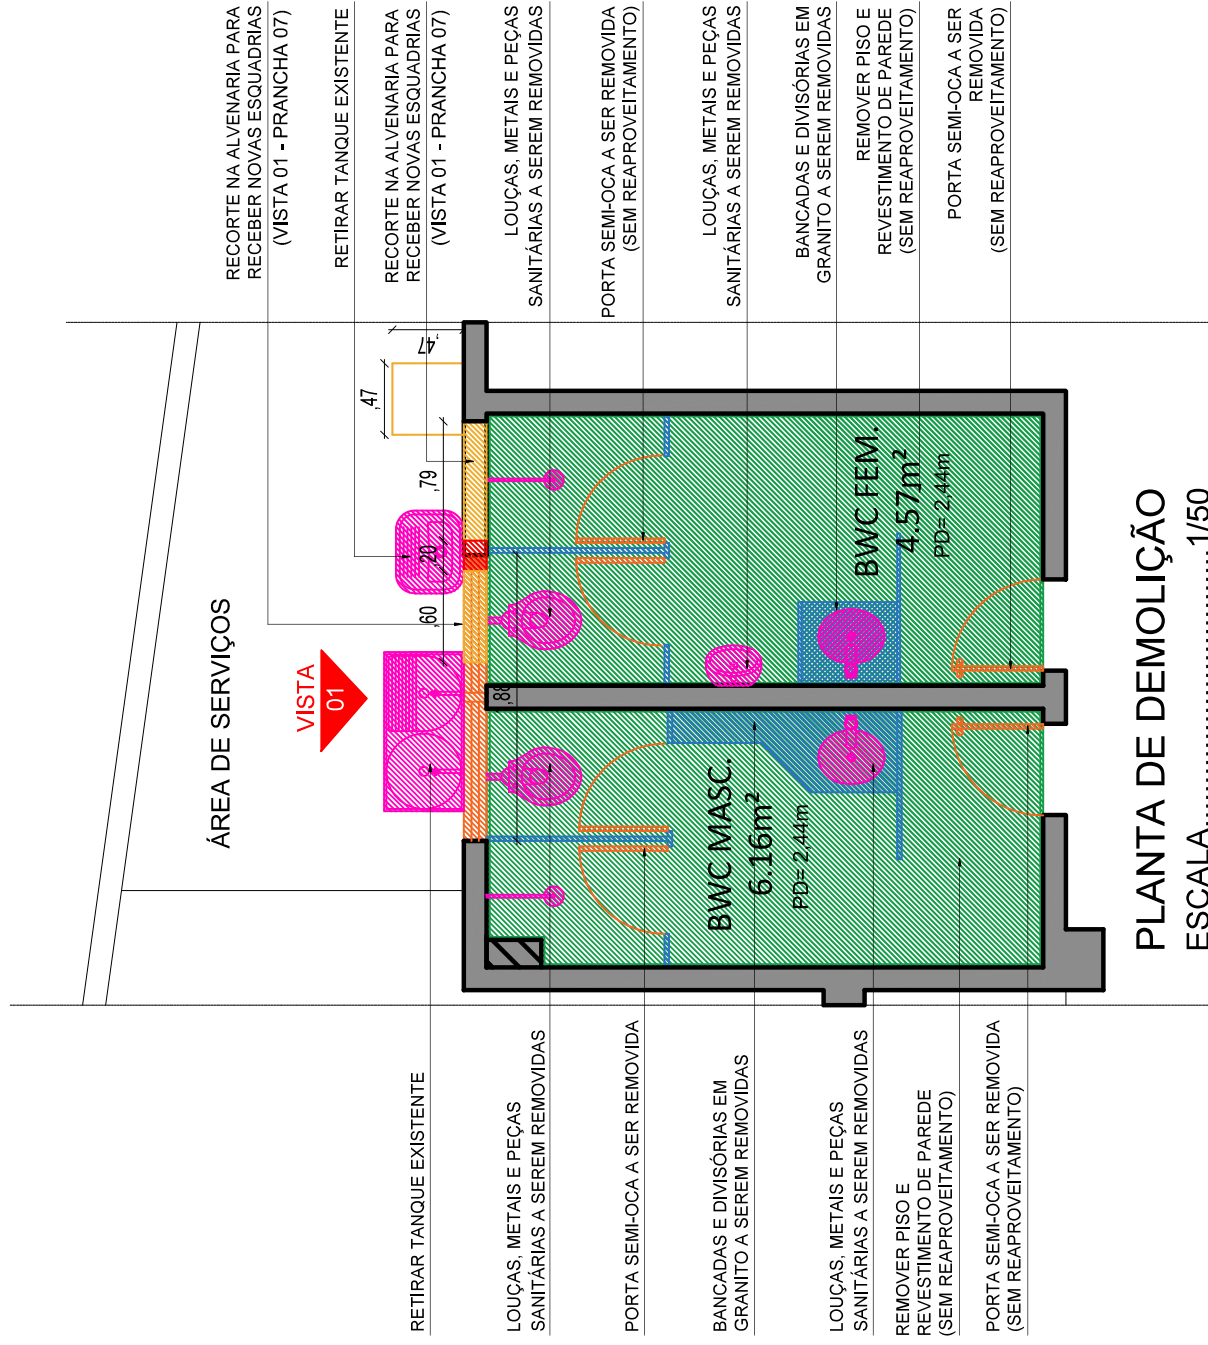 RECORTE NA ALVENARIA PARA
RECEBER NOVAS ESQUADRIAS
(VISTA 01 - PRANCHA 07)
RETIRAR TANQUE EXISTENTE
RECORTE NA ALVENARIA PARA
RECEBER NOVAS ESQUADRIAS
(VISTA 01 - PRANCHA 07)
LOUÇAS, METAIS E PEÇAS
SANITÁRIAS A SEREM REMOVIDAS
PORTA SEMI-OCA A SER REMOVIDA
(SEM REAPROVEITAMENTO)
LOUÇAS, METAIS E PEÇAS
SANITÁRIAS A SEREM REMOVIDAS
BANCADAS E DIVISÓRIAS EM
GRANITO A SEREM REMOVIDAS
REMOVER PISO E
REVESTIMENTO DE PAREDE
(SEM REAPROVEITAMENTO)
PORTA SEMI-OCA A SER
REMOVIDA
(SEM REAPROVEITAMENTO)
ÁREA DE SERVIÇOS
VISTA
01
,47
,47
,79
,20
,60
,88
BWC FEM.
4.57m²
PD= 2,44m
BWC MASC.
6.16m²
PD= 2,44m
RETIRAR TANQUE EXISTENTE
LOUÇAS, METAIS E PEÇAS
SANITÁRIAS A SEREM REMOVIDAS
PORTA SEMI-OCA A SER REMOVIDA
BANCADAS E DIVISÓRIAS EM
GRANITO A SEREM REMOVIDAS
LOUÇAS, METAIS E PEÇAS
SANITÁRIAS A SEREM REMOVIDAS
REMOVER PISO E
REVESTIMENTO DE PAREDE
(SEM REAPROVEITAMENTO)
PORTA SEMI-OCA A SER REMOVIDA
(SEM REAPROVEITAMENTO)
PLANTA DE DEMOLIÇÃO
ESCALA........................... 1/50